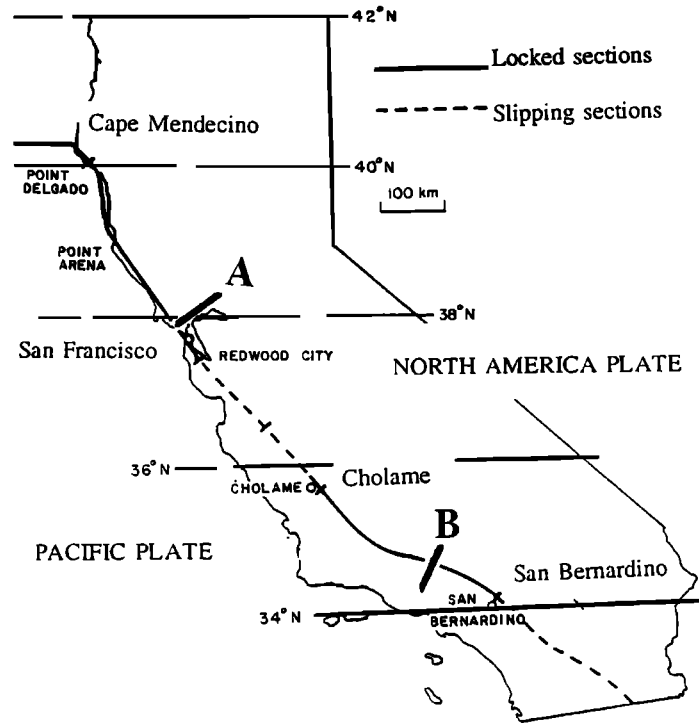 42°N
Locked sections
Cape Mendecino
Slipping sections
40°N
POINT
DELGADO
100 km
POINT
ARENA
A
38°N
San Francisco
REDWOOD CITY
NORTH AMERICA PLATE
36°N
Cholame
CHOLAME
B
PACIFIC PLATE
San Bernardino
SAN
BERNARDINO
34°N